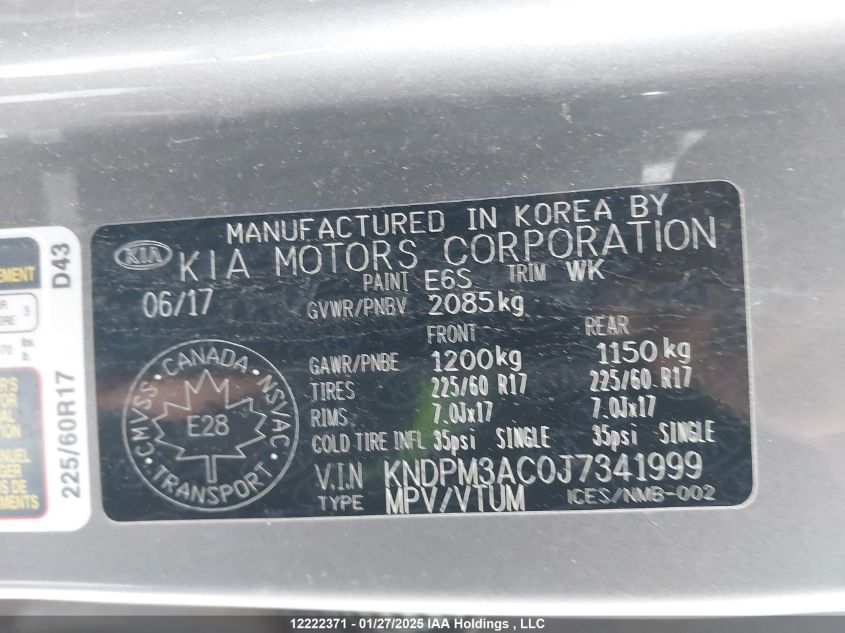 MANUFACTURED IN KOREA BY
KIA KIA MOTORS CORPORATION
PAINT E6S TRIM WK
06/17 GVWR/PNBV 2085kg
FRONT REAR
GAWR/PNBE 1200kg 1150kg
TIRES 225/60 R17 225/60 R17
RIMS 7.0Jx17 7.0Jx17
COLD TIRE INFL 35psi SINGLE 35psi SINGLE
V.I.N KNDPM3AC0J7341999
TYPE MPV/VTUM ICES/NMB-002
CANADA · NSVAC · TRANSPORT · CMVSS
E28
D43
225/60R17
12222371 - 01/27/2025 IAA Holdings , LLC